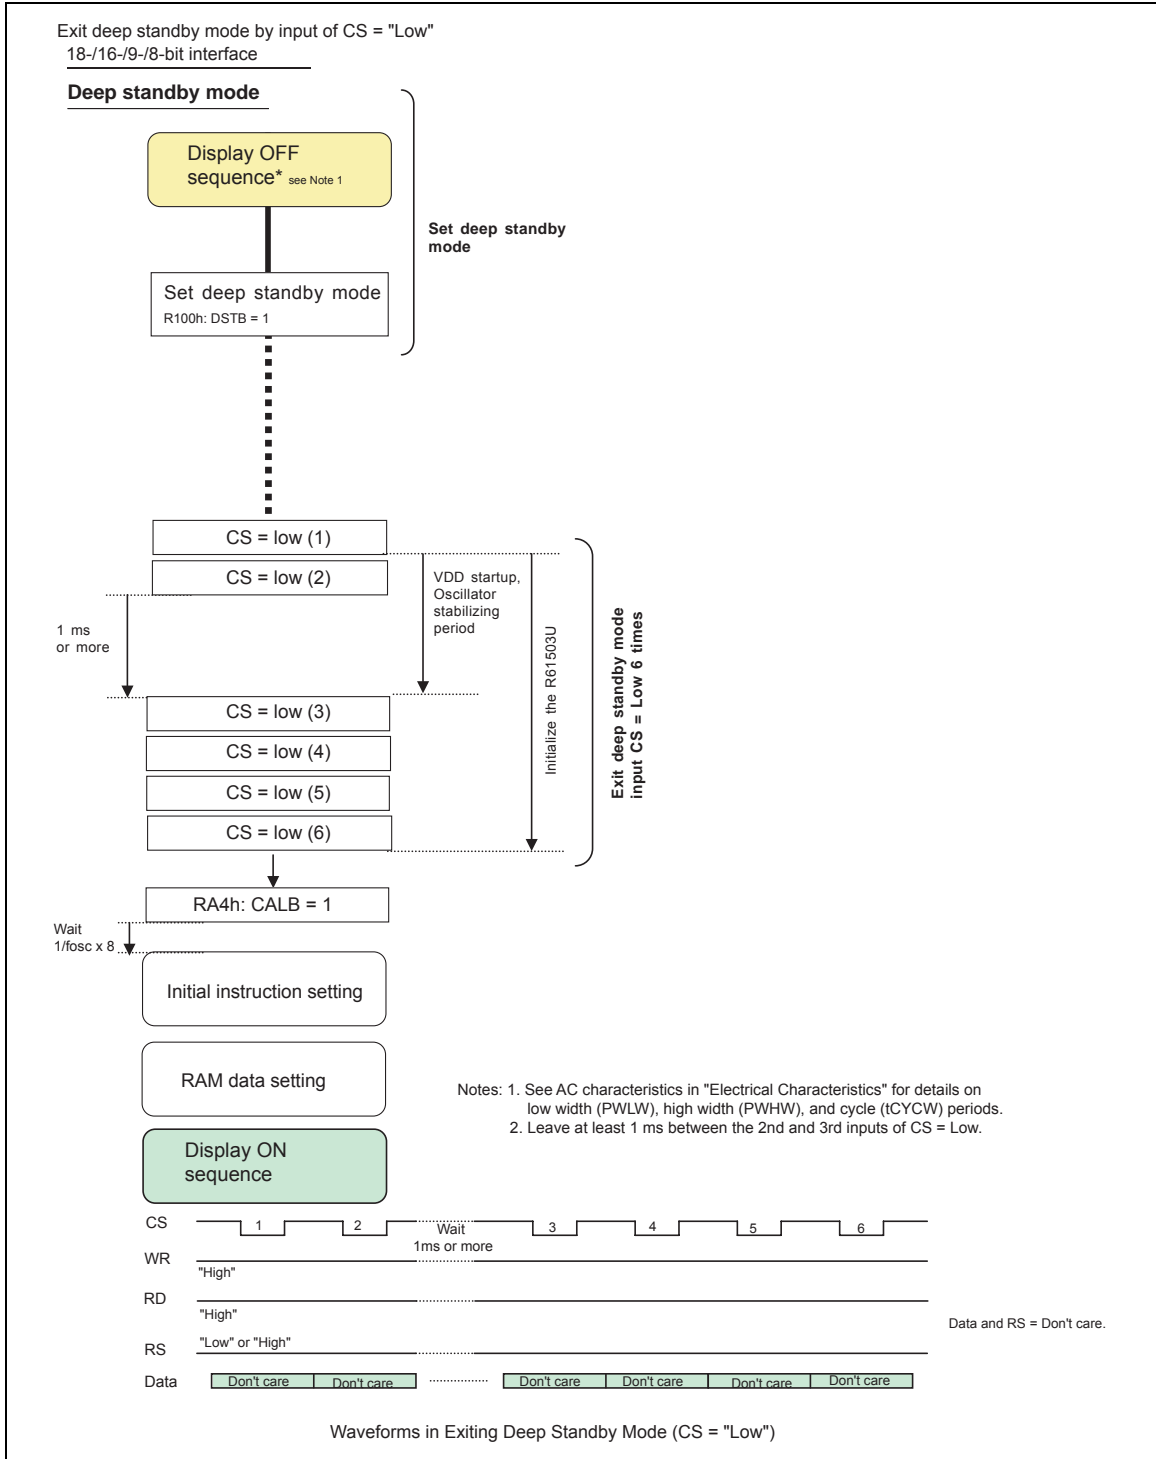 Exit deep standby mode by input of CS = "Low"
18-/16-/9-/8-bit interface
Deep standby mode
Display OFF
sequence* see Note 1
Set deep standby
mode
Set deep standby mode
R100h: DSTB = 1
CS = low (1)
CS = low (2)
VDD startup,
Oscillator
stabilizing
period
1 ms
or more
Initialize the R61503U
Exit deep standby mode
input CS = Low 6 times
CS = low (3)
CS = low (4)
CS = low (5)
CS = low (6)
RA4h: CALB = 1
Wait
1/fosc x 8
Initial instruction setting
RAM data setting
Notes: 1. See AC characteristics in "Electrical Characteristics" for details on
low width (PWLW), high width (PWHW), and cycle (tCYCW) periods.
2. Leave at least 1 ms between the 2nd and 3rd inputs of CS = Low.
Display ON
sequence
CS 1 2 Wait 3 4 5 6
1ms or more
WR
"High"
RD
"High"
Data and RS = Don't care.
"Low" or "High"
RS
Data Don't care Don't care Don't care Don't care Don't care Don't care
Waveforms in Exiting Deep Standby Mode (CS = "Low")